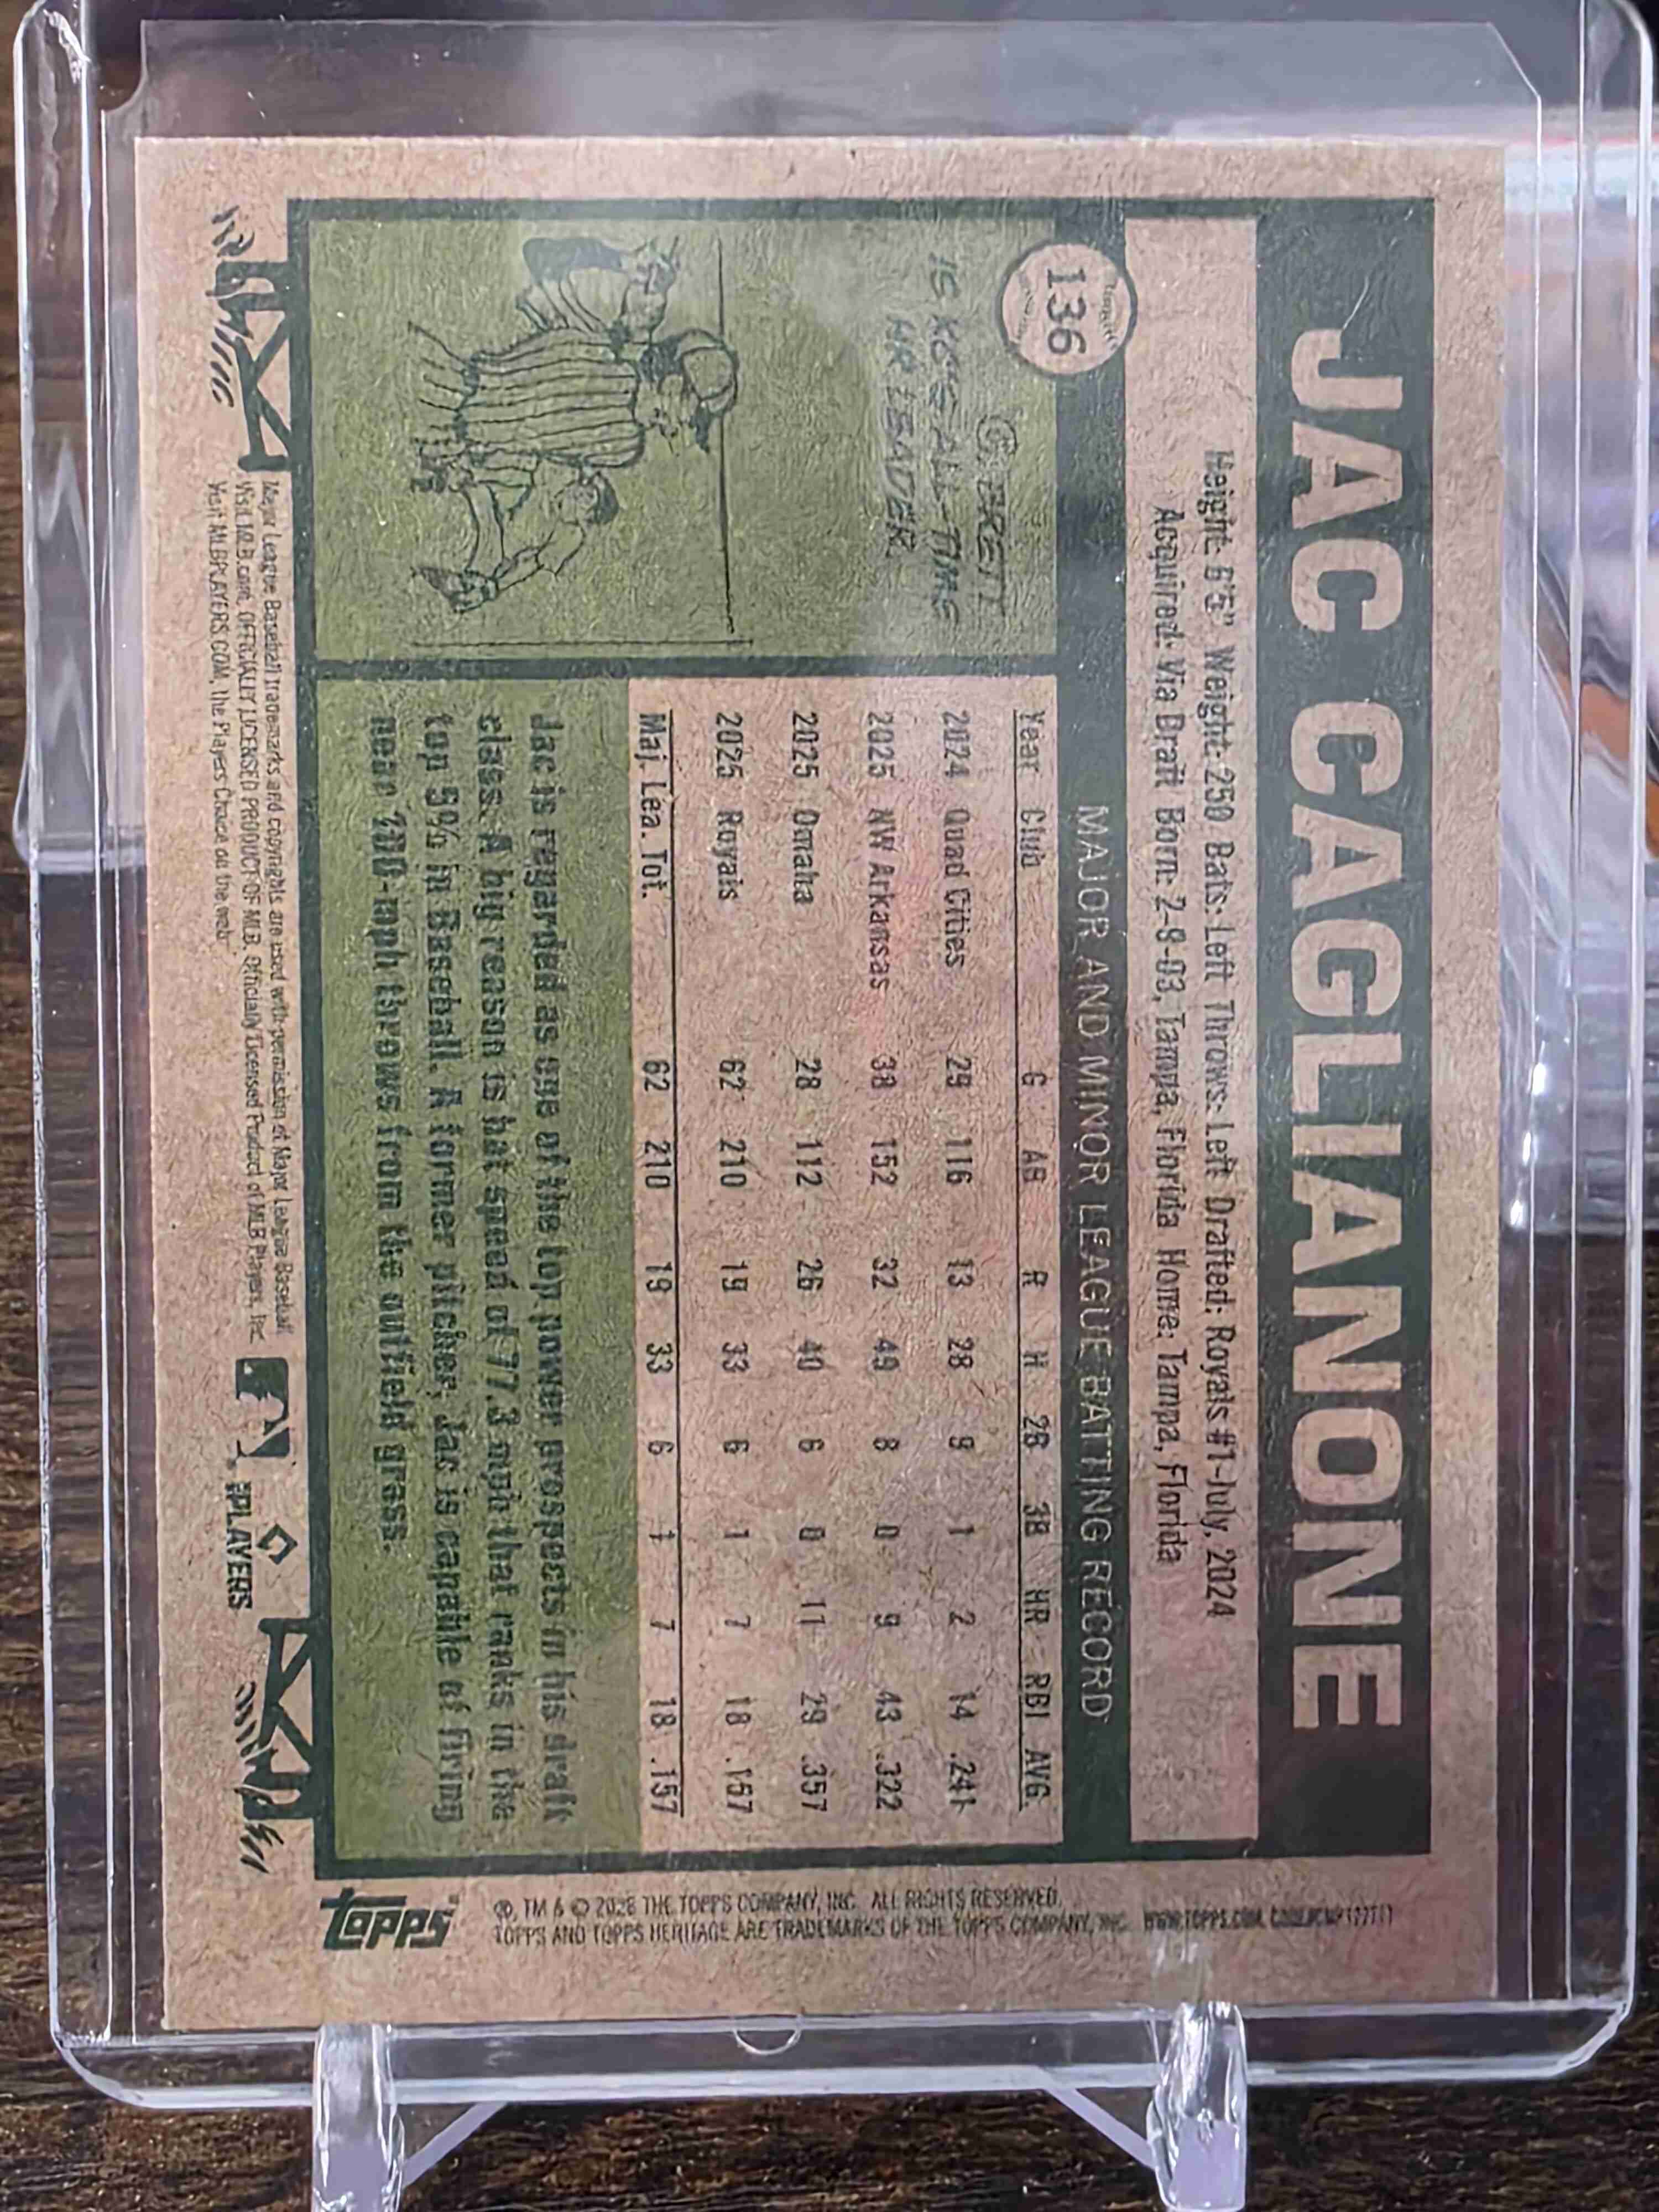 JAC CAGLIANONE
Height: 6'5" Weight: 250 Bats: Left Throws: Left Drafted: Royals #1-July, 2024
Acquired: Via Draft Born: 2-9-03, Tampa, Florida Home: Tampa, Florida
136
MAJOR AND MINOR LEAGUE BATTING RECORD
G. BRETT
IS KC'S ALL-TIME
HR LEADER
Year Club G AB R H 2B 3B HR RBI AVG.
2024 Quad Cities 29 116 13 28 9 1 2 14 .241
2025 NW Arkansas 38 152 32 49 8 0 9 43 .322
2025 Omaha 28 112 26 40 6 0 11 29 .357
2025 Royals 62 210 19 33 6 1 7 18 .157
Maj. Lea. Tot. 62 210 19 33 6 1 7 18 .157
Jac is regarded as one of the top power prospects in his draft
class. A big reason is bat speed of 77.3 mph that ranks in the
top 5% in Baseball. A former pitcher, Jac is capable of firing
near 100-mph throws from the outfield grass.
Major League Baseball trademarks and copyrights are used with permission of Major League Baseball.
Visit MLB.com. OFFICIALLY LICENSED PRODUCT OF MLB Officially Licensed Product of MLB Players, Inc.
Visit MLBPLAYERS.COM, the Players Choice on the web.
PLAYERS
topps
®, TM & © 2026 THE TOPPS COMPANY, INC. ALL RIGHTS RESERVED.
TOPPS AND TOPPS HERITAGE ARE TRADEMARKS OF THE TOPPS COMPANY, INC. WWW.TOPPS.COM